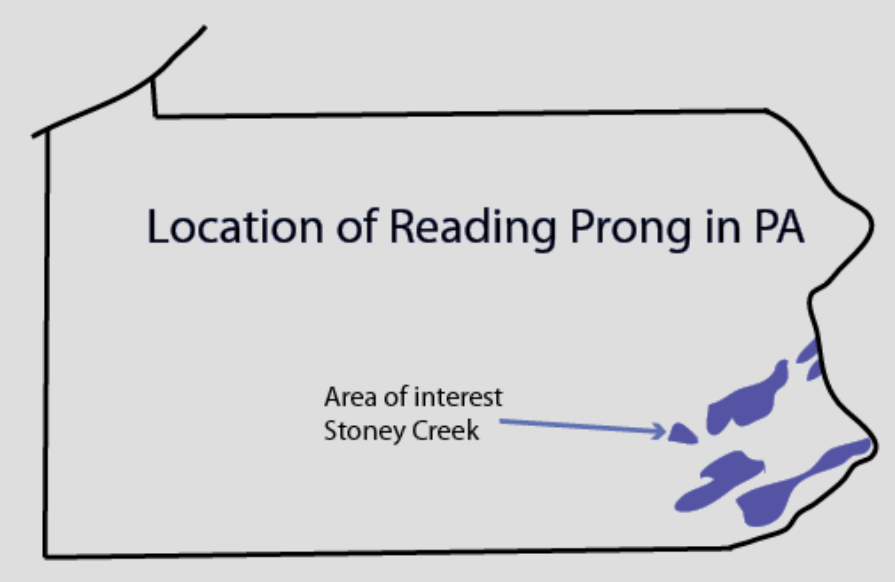 Location of Reading Prong in PA
Area of interest
Stoney Creek